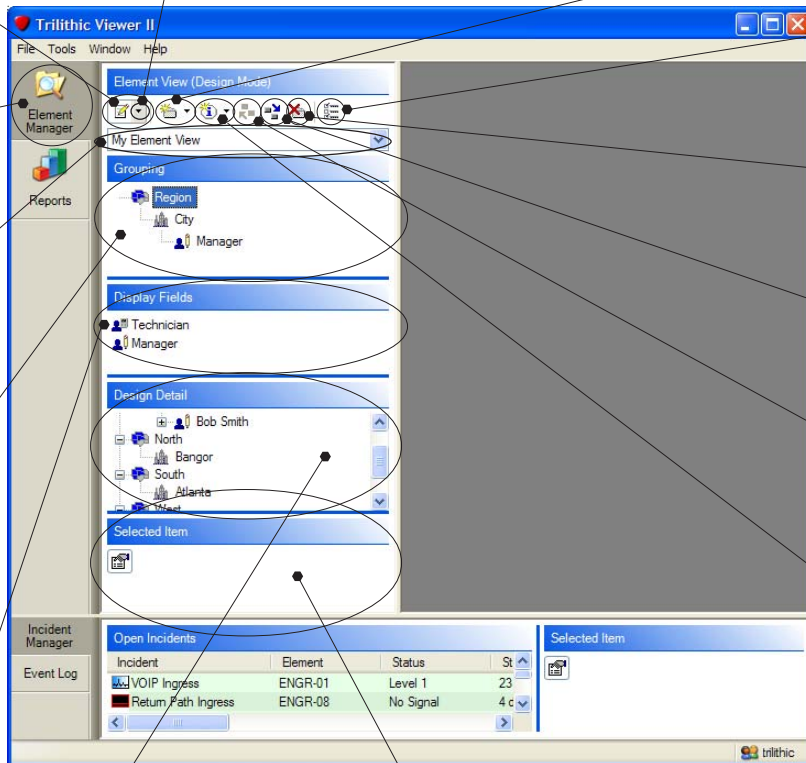 Trilithic Viewer II
File Tools Window Help
Element View (Design Mode)
Element Manager
My Element View
Reports
Grouping
Region
City
Manager
Display Fields
Technician
Manager
Design Detail
Bob Smith
North
Bangor
South
Atlanta
West
Selected Item
Incident Manager
Event Log
Open Incidents
Incident Element Status St
VOIP Ingress ENGR-01 Level 1 23
Return Path Ingress ENGR-08 No Signal 4 d
Selected Item
trilithic